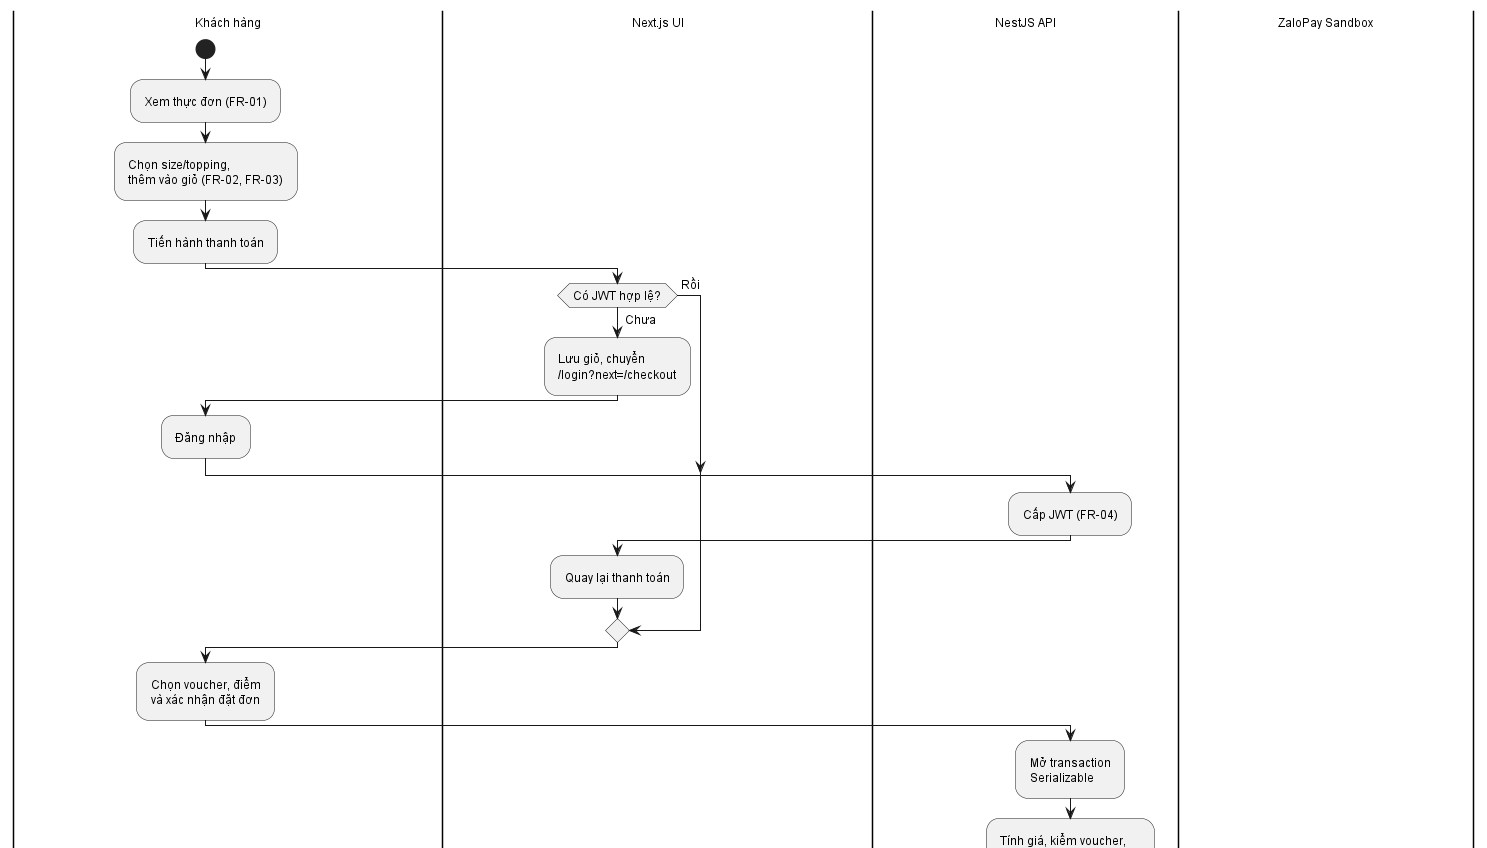 Khách hàng
Next.js UI
NestJS API
ZaloPay Sandbox
Xem thực đơn (FR-01)
Chọn size/topping,
thêm vào giỏ (FR-02, FR-03)
Tiến hành thanh toán
Có JWT hợp lệ?
Rồi
Chưa
Lưu giỏ, chuyển
/login?next=/checkout
Đăng nhập
Cấp JWT (FR-04)
Quay lại thanh toán
Chọn voucher, điểm
và xác nhận đặt đơn
Mở transaction
Serializable
Tính giá, kiểm voucher,